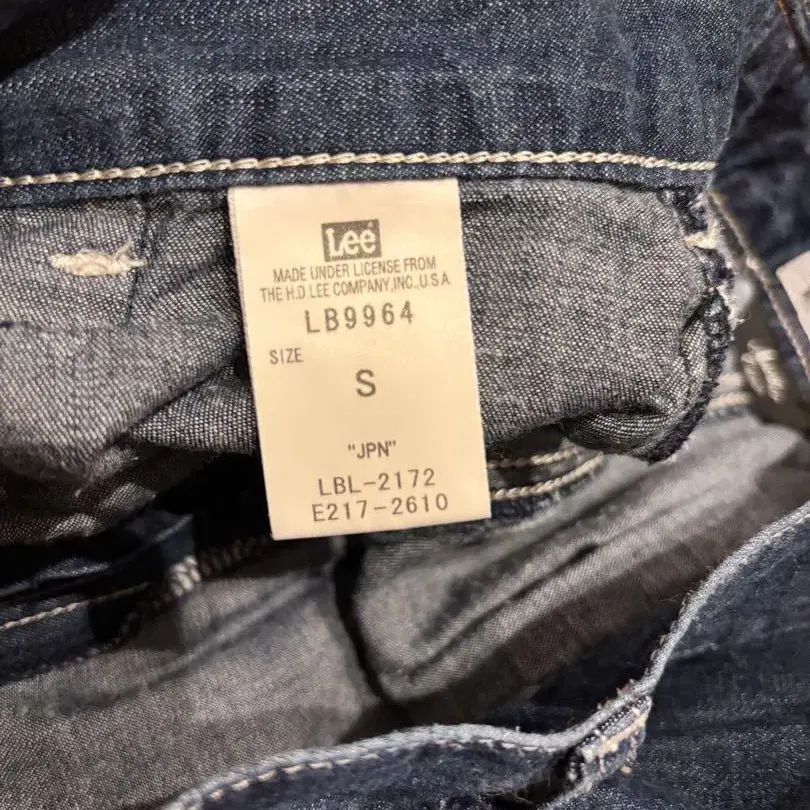 Lee
MADE UNDER LICENSE FROM
THE H.D LEE COMPANY,INC.,U.S.A
LB9964
SIZE
S
"JPN"
LBL-2172
E217-2610